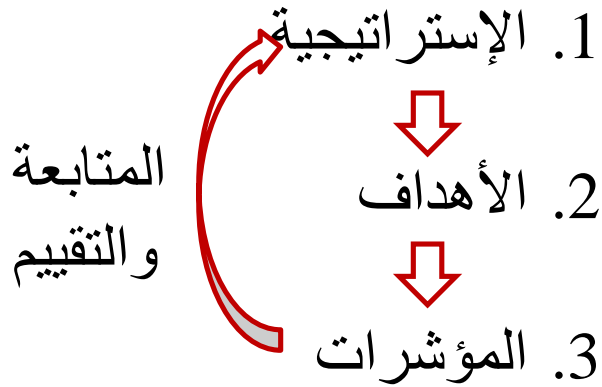 1. الإستراتيجية
2. الأهداف
3. المؤشرات
المتابعة
والتقييم